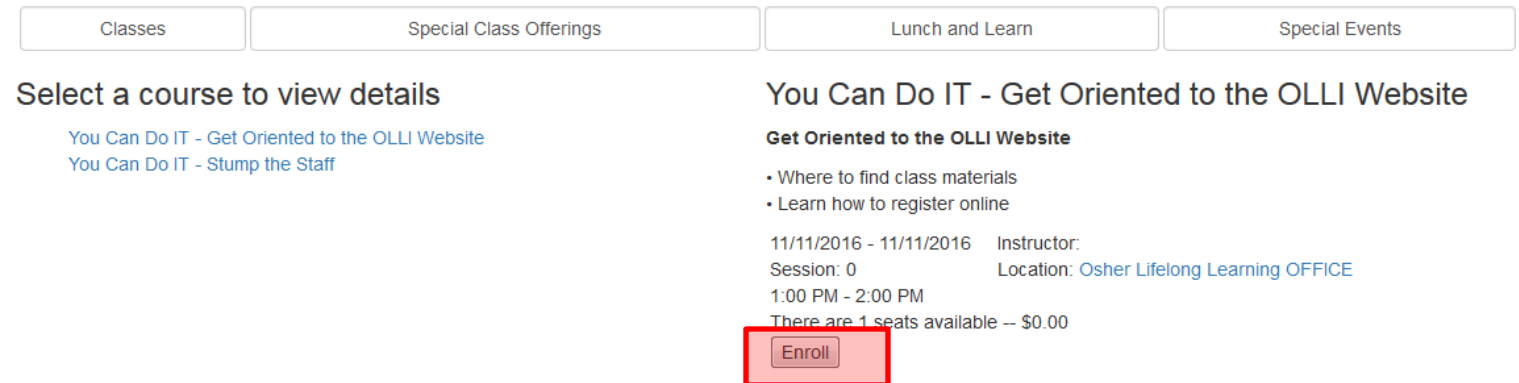 Classes
Special Class Offerings
Lunch and Learn
Special Events
Select a course to view details
You Can Do IT - Get Oriented to the OLLI Website
You Can Do IT - Stump the Staff
You Can Do IT - Get Oriented to the OLLI Website
Get Oriented to the OLLI Website
• Where to find class materials
• Learn how to register online
11/11/2016 - 11/11/2016 Instructor:
Session: 0 Location: Osher Lifelong Learning OFFICE
1:00 PM - 2:00 PM
There are 1 seats available -- $0.00
Enroll